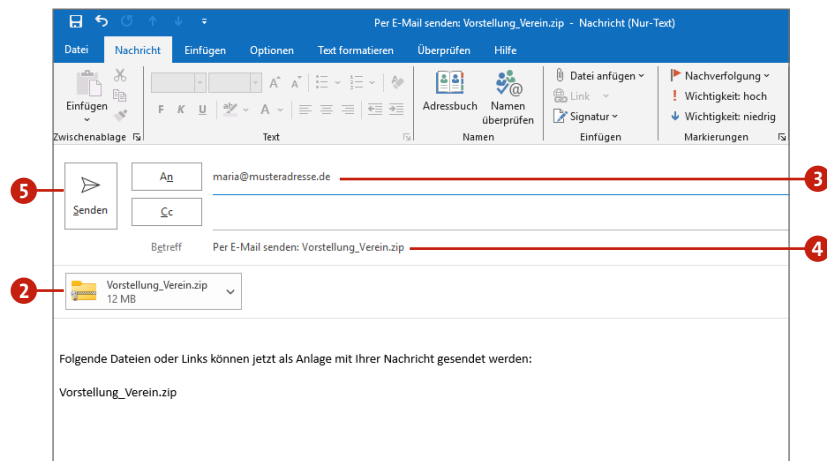 Per E-Mail senden: Vorstellung_Verein.zip - Nachricht (Nur-Text)
Datei Nachricht Einfügen Optionen Text formatieren Überprüfen Hilfe
Einfügen
F K U
Adressbuch
Namen überprüfen
Datei anfügen
Link
Signatur
Nachverfolgung
Wichtigkeit: hoch
Wichtigkeit: niedrig
Zwischenablage Text Namen Einfügen Markierungen
5
Senden
An maria@musteradresse.de 3
Cc
Betreff Per E-Mail senden: Vorstellung_Verein.zip 4
2
Vorstellung_Verein.zip
12 MB
Folgende Dateien oder Links können jetzt als Anlage mit Ihrer Nachricht gesendet werden:
Vorstellung_Verein.zip